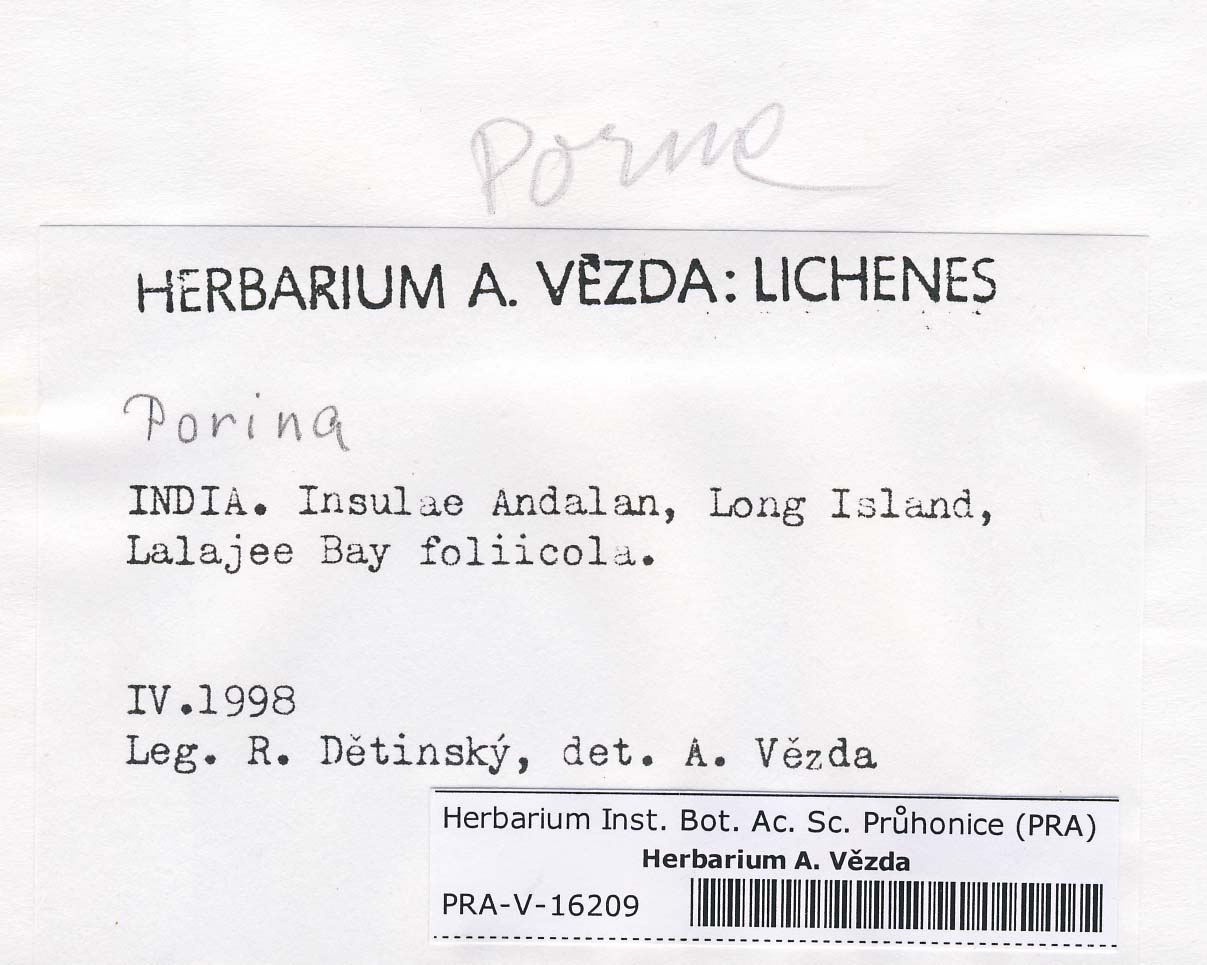 Porina
HERBARIUM A. VĚZDA: LICHENES
Porina
INDIA. Insulae Andalan, Long Island,
Lalajee Bay foliicola.
IV.1998
Leg. R. Dětinský, det. A. Vězda
Herbarium Inst. Bot. Ac. Sc. Průhonice (PRA)
Herbarium A. Vězda
PRA-V-16209